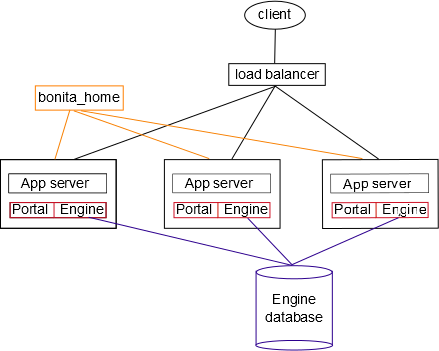 client
load balancer
bonita_home
App server
App server
App server
Portal Engine
Portal Engine
Portal Engine
Engine
database